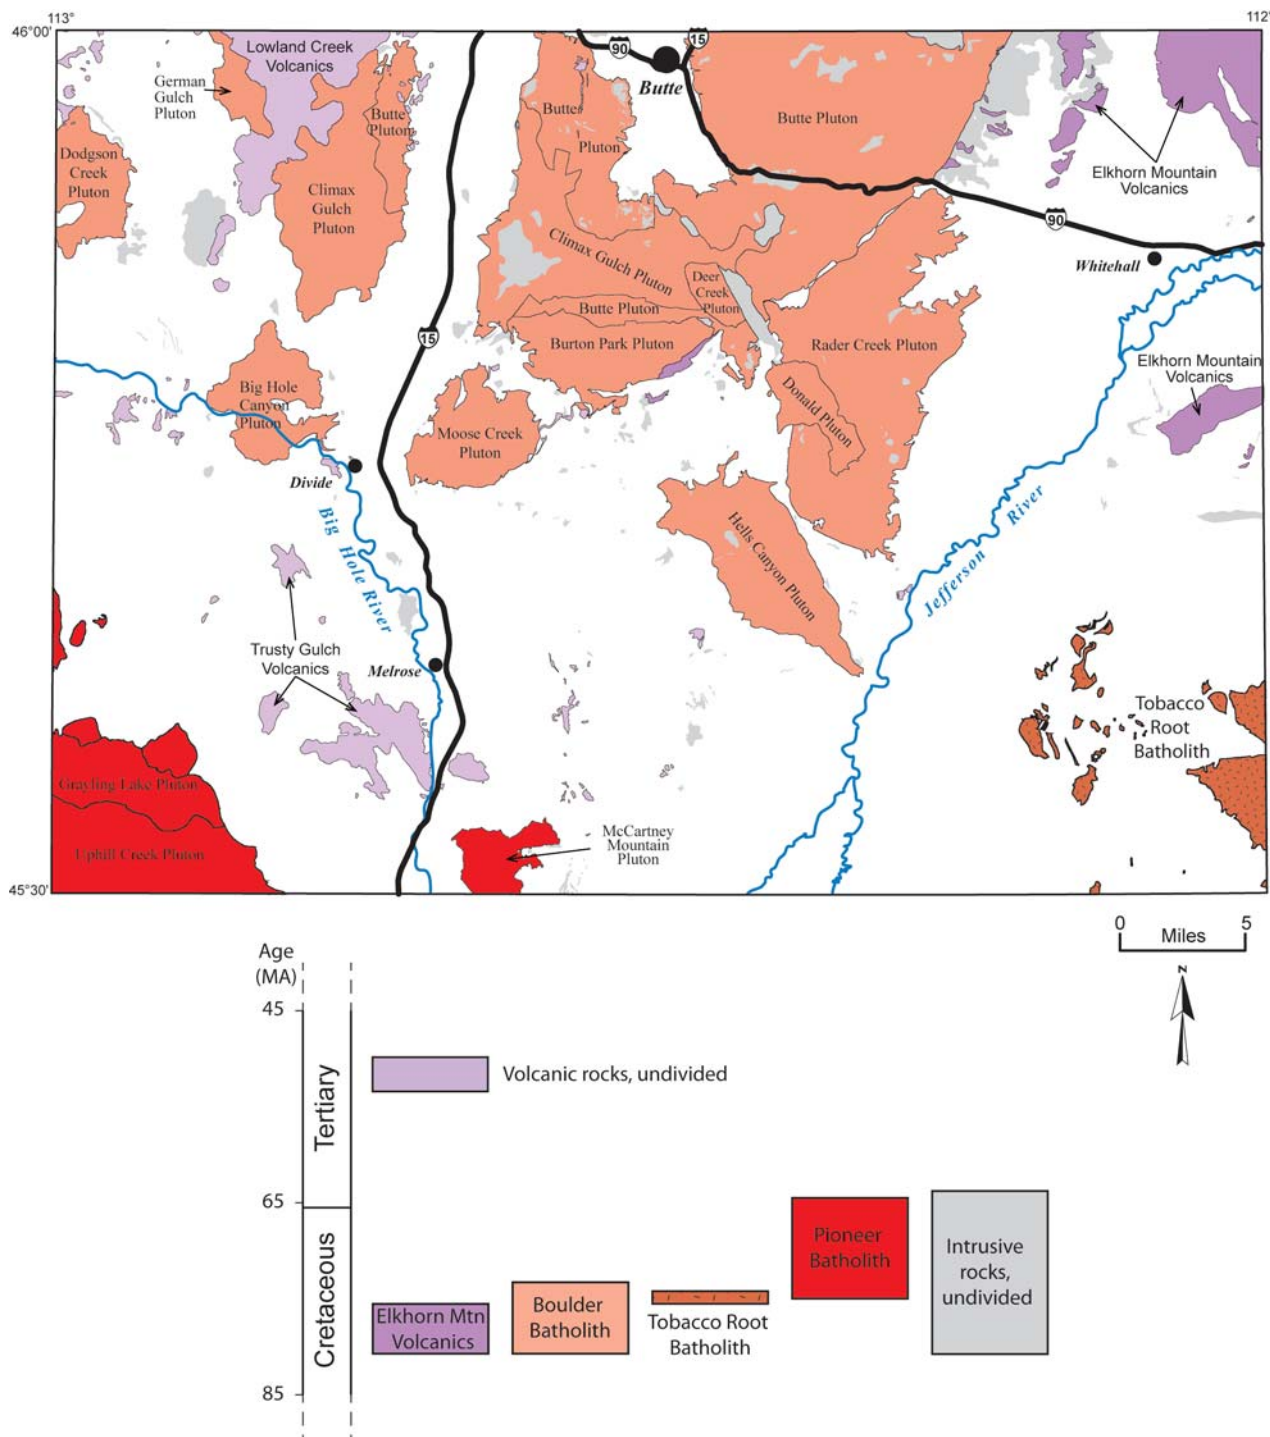 113°
112°
46°00'
Lowland Creek
Volcanics
90
15
Butte
German
Gulch
Pluton
Butte
Pluton
Butte
Pluton
Butte Pluton
Dodgson
Creek
Pluton
Climax
Gulch
Pluton
Elkhorn Mountain
Volcanics
90
Whitehall
Climax Gulch Pluton
Deer
Creek
Pluton
Butte Pluton
Burton Park Pluton
15
Rader Creek Pluton
Elkhorn Mountain
Volcanics
Big Hole
Canyon
Pluton
Donald Pluton
Moose Creek
Pluton
Divide
Big Hole River
Hells Canyon Pluton
Jefferson River
Trusty Gulch
Volcanics
Melrose
Tobacco
Root
Batholith
Grayling Lake Pluton
Uphill Creek Pluton
McCartney
Mountain
Pluton
45°30'
0 5
Miles
N
Age
(MA)
45
65
85
Tertiary
Cretaceous
Volcanic rocks, undivided
Elkhorn Mtn
Volcanics
Boulder
Batholith
Tobacco Root
Batholith
Pioneer
Batholith
Intrusive
rocks,
undivided